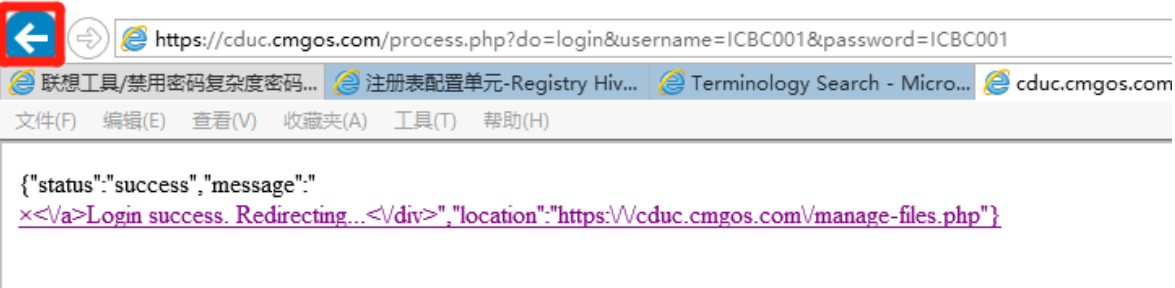 https://cduc.cmgos.com/process.php?do=login&username=ICBC001&password=ICBC001
联想工具/禁用密码复杂度密码... 注册表配置单元-Registry Hiv... Terminology Search - Micro... cduc.cmgos.com
文件(F) 编辑(E) 查看(V) 收藏夹(A) 工具(T) 帮助(H)
{"status":"success","message":"
×<\/a>Login success. Redirecting...<\/div>","location":"https:\/\/cduc.cmgos.com\/manage-files.php"}